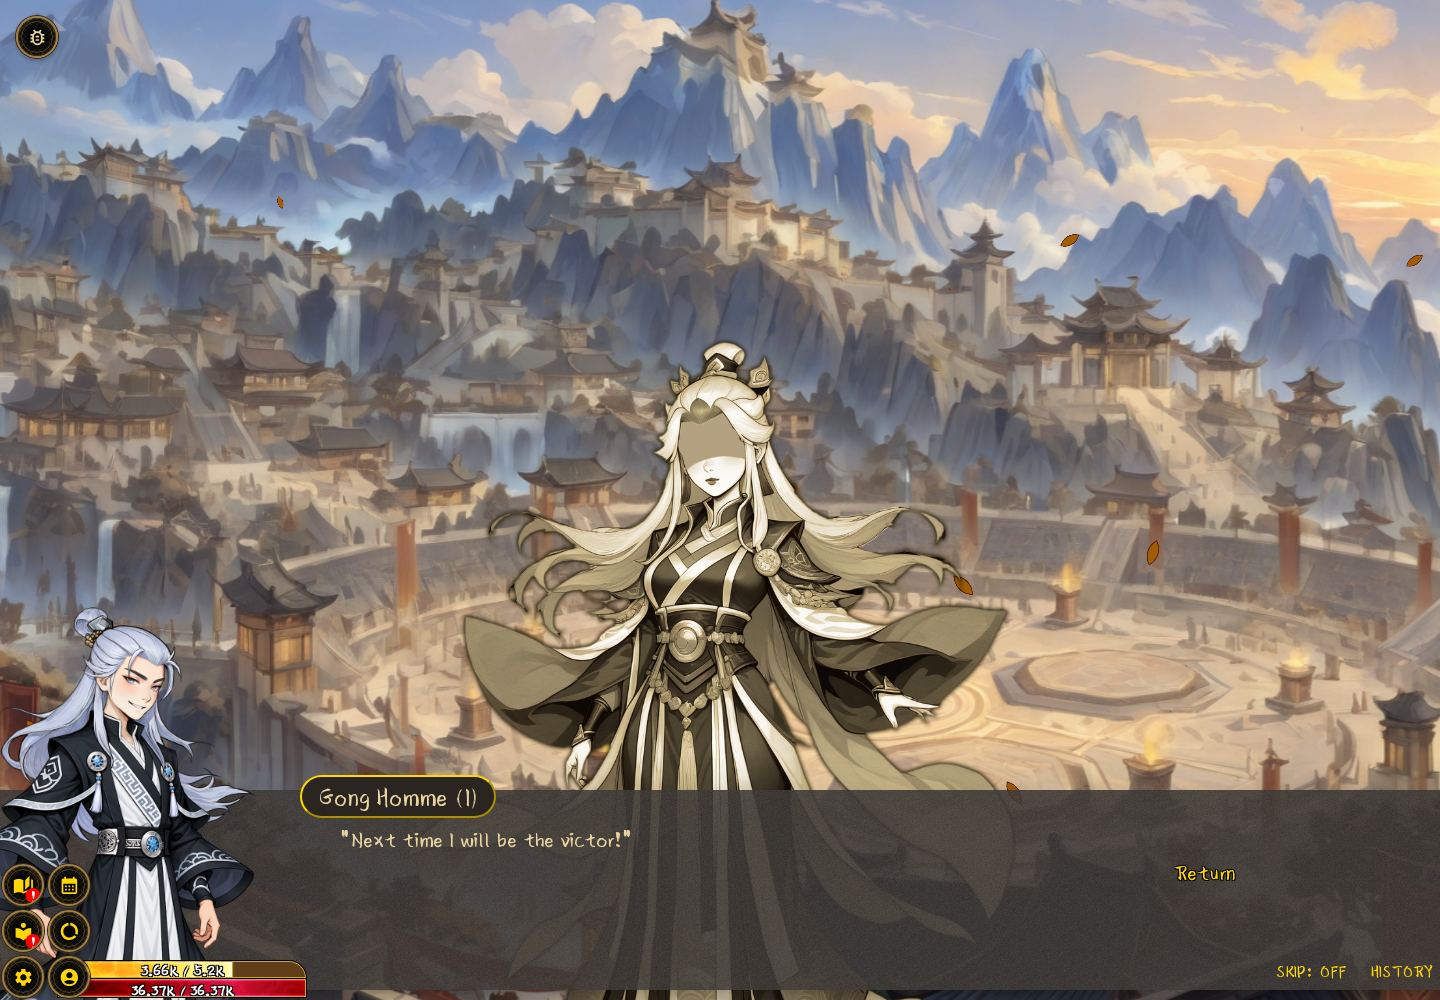 Gong Homme (1)
"Next time I will be the victor!"
Return
3.66k / 5.2k
36.37k / 36.37k
SKIP: OFF HISTORY